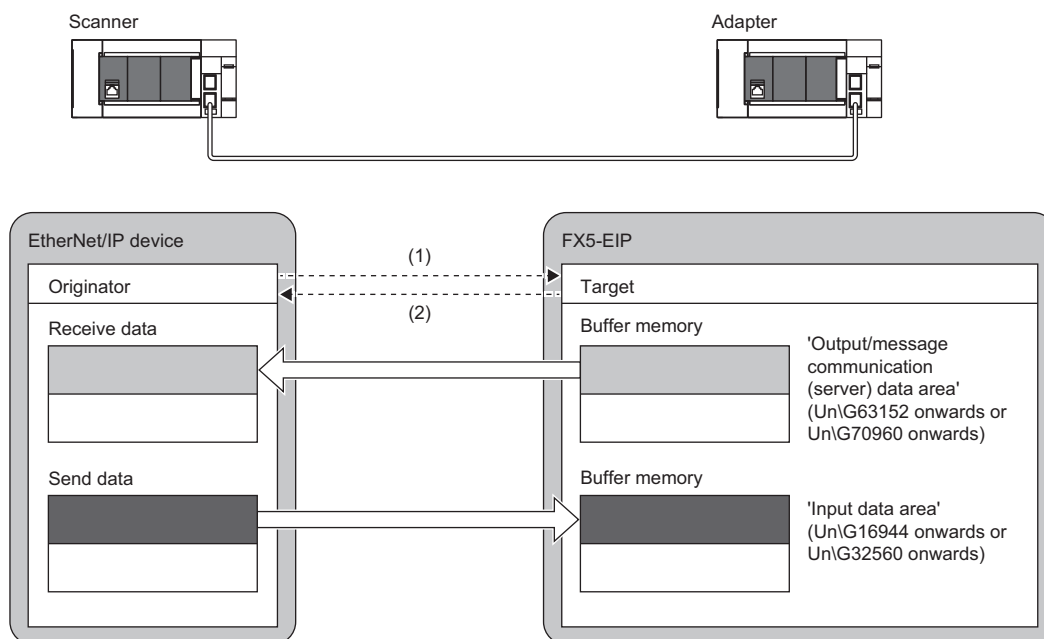 Scanner
Adapter
EtherNet/IP device
FX5-EIP
(1)
Originator
Target
(2)
Receive data
Buffer memory
'Output/message
communication
(server) data area'
(Un\G63152 onwards or
Un\G70960 onwards)
Send data
Buffer memory
'Input data area'
(Un\G16944 onwards or
Un\G32560 onwards)